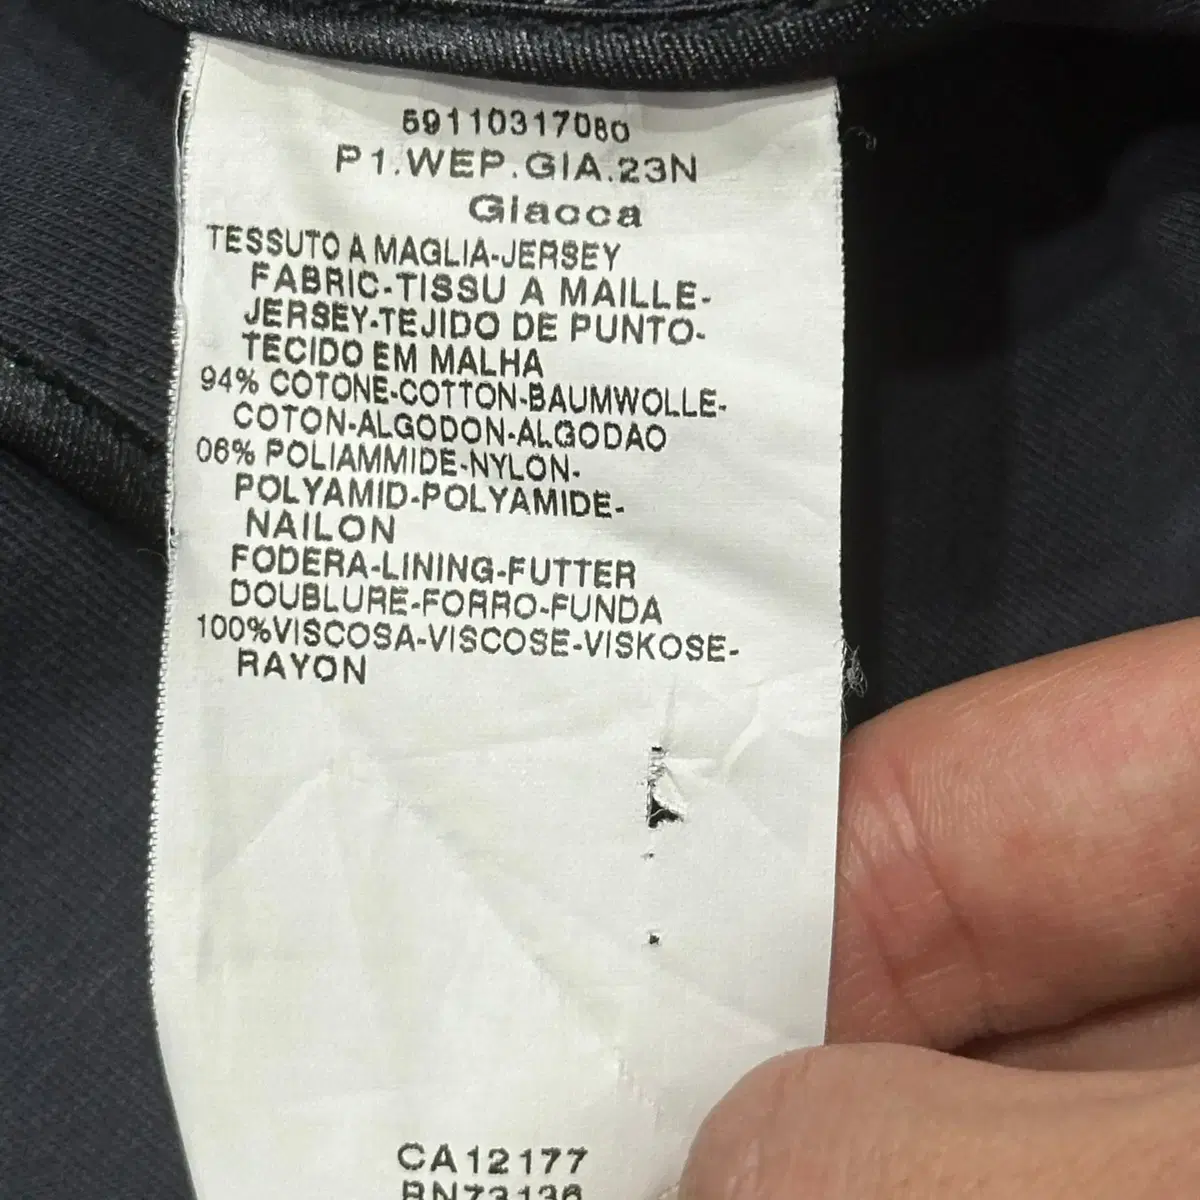 59110317080
P1.WEP.GIA.23N
Giacca
TESSUTO A MAGLIA-JERSEY
FABRIC-TISSU A MAILLE-
JERSEY-TEJIDO DE PUNTO-
TECIDO EM MALHA
94% COTONE-COTTON-BAUMWOLLE-
COTON-ALGODON-ALGODAO
06% POLIAMMIDE-NYLON-
POLYAMID-POLYAMIDE-
NAILON
FODERA-LINING-FUTTER
DOUBLURE-FORRO-FUNDA
100%VISCOSA-VISCOSE-VISKOSE-
RAYON
CA12177
RN73136